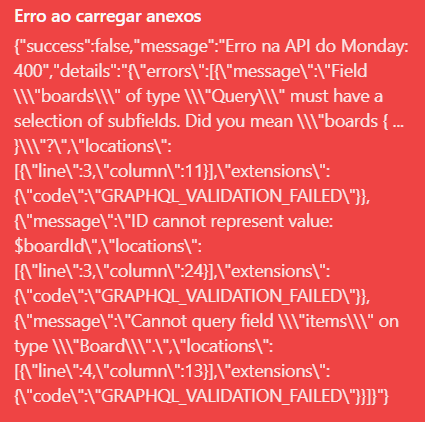 Erro ao carregar anexos
{"success":false,"message":"Erro na API do Monday:
400","details":"{\"errors\":[{\"message\":\"Field
\\\"boards\\\" of type \\\"Query\\\" must have a
selection of subfields. Did you mean \\\"boards { ...
}\\\"?\",\"locations\":
[{\"line\":3,\"column\":11}],\"extensions\":
{\"code\":\"GRAPHQL_VALIDATION_FAILED\"}},
{\"message\":\"ID cannot represent value:
$boardId\",\"locations\":
[{\"line\":3,\"column\":24}],\"extensions\":
{\"code\":\"GRAPHQL_VALIDATION_FAILED\"}},
{\"message\":\"Cannot query field \\\"items\\\" on
type \\\"Board\\\".\",\"locations\":
[{\"line\":4,\"column\":13}],\"extensions\":
{\"code\":\"GRAPHQL_VALIDATION_FAILED\"}}]}"}